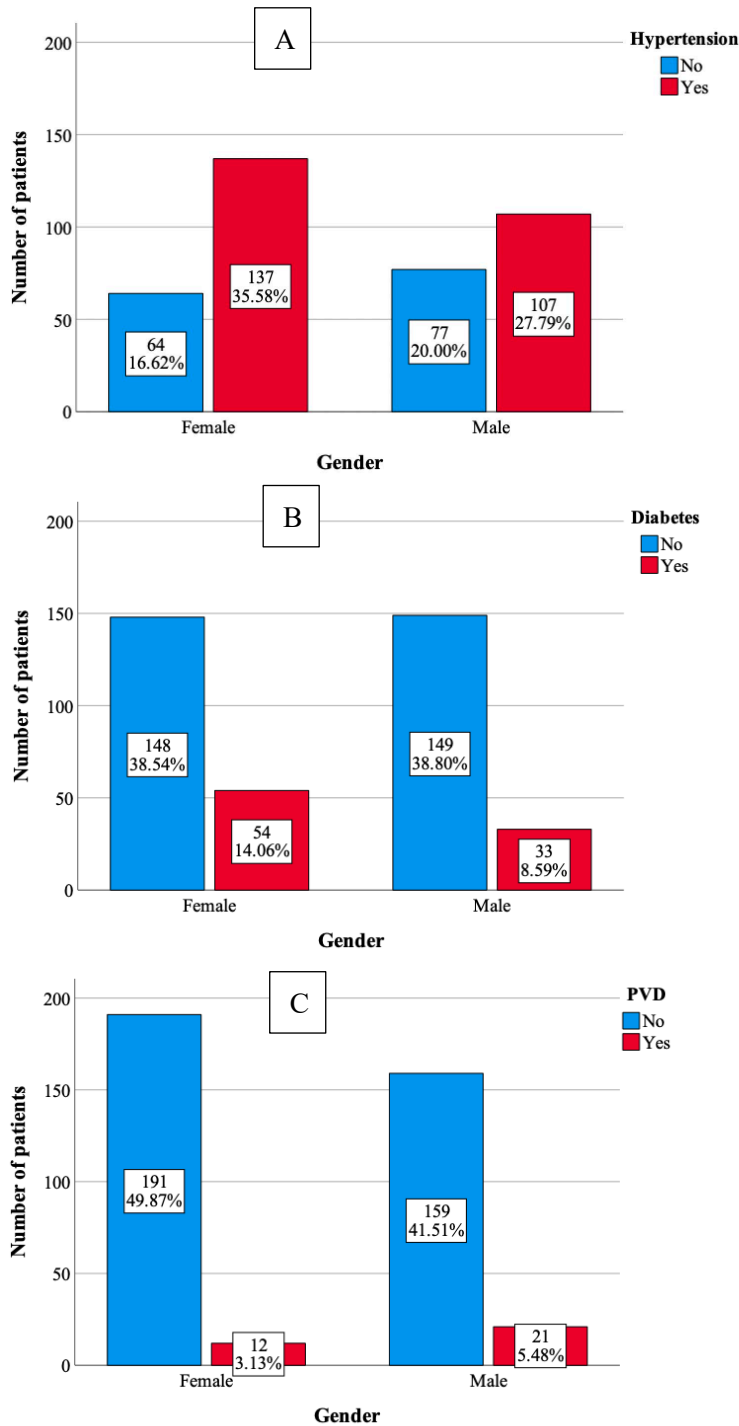 A
Hypertension
No
Yes
Number of patients
200
150
100
50
0
64
16.62%
137
35.58%
77
20.00%
107
27.79%
Female
Male
Gender
B
Diabetes
No
Yes
Number of patients
200
150
100
50
0
148
38.54%
54
14.06%
149
38.80%
33
8.59%
Female
Male
Gender
C
PVD
No
Yes
Number of patients
200
150
100
50
0
191
49.87%
12
3.13%
159
41.51%
21
5.48%
Female
Male
Gender